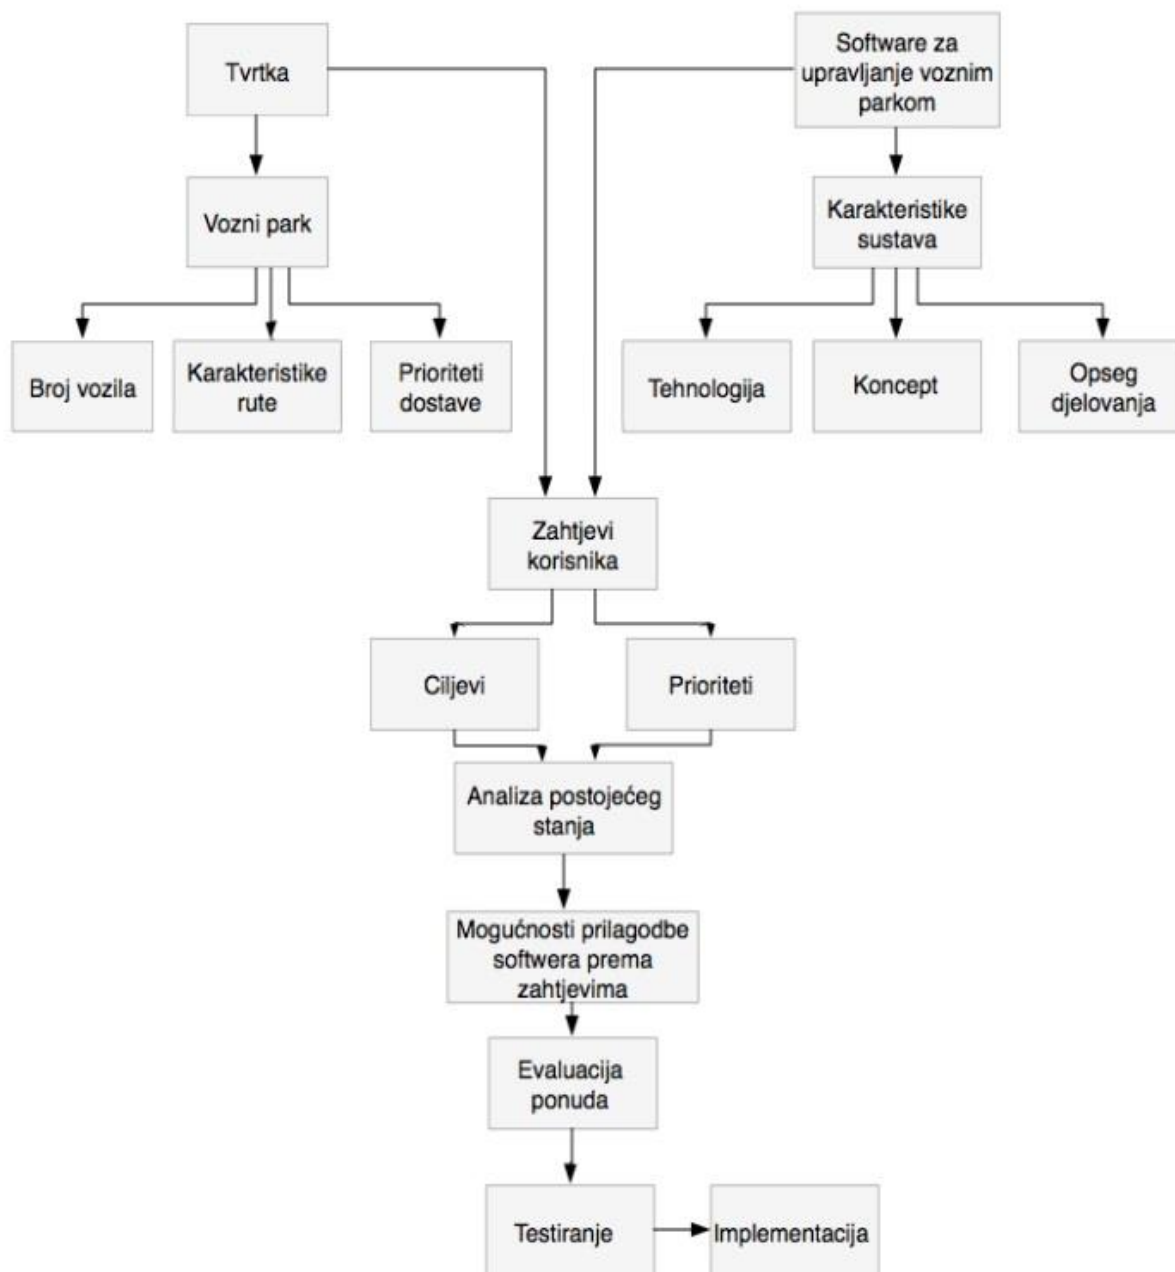 Tvrtka
Software za
upravljanje voznim
parkom
Vozni park
Karakteristike
sustava
Broj vozila
Karakteristike
rute
Prioriteti
dostave
Tehnologija
Koncept
Opseg
djelovanja
Zahtjevi
korisnika
Ciljevi
Prioriteti
Analiza postojećeg
stanja
Mogućnosti prilagodbe
softwera prema
zahtjevima
Evaluacija
ponuda
Testiranje
Implementacija